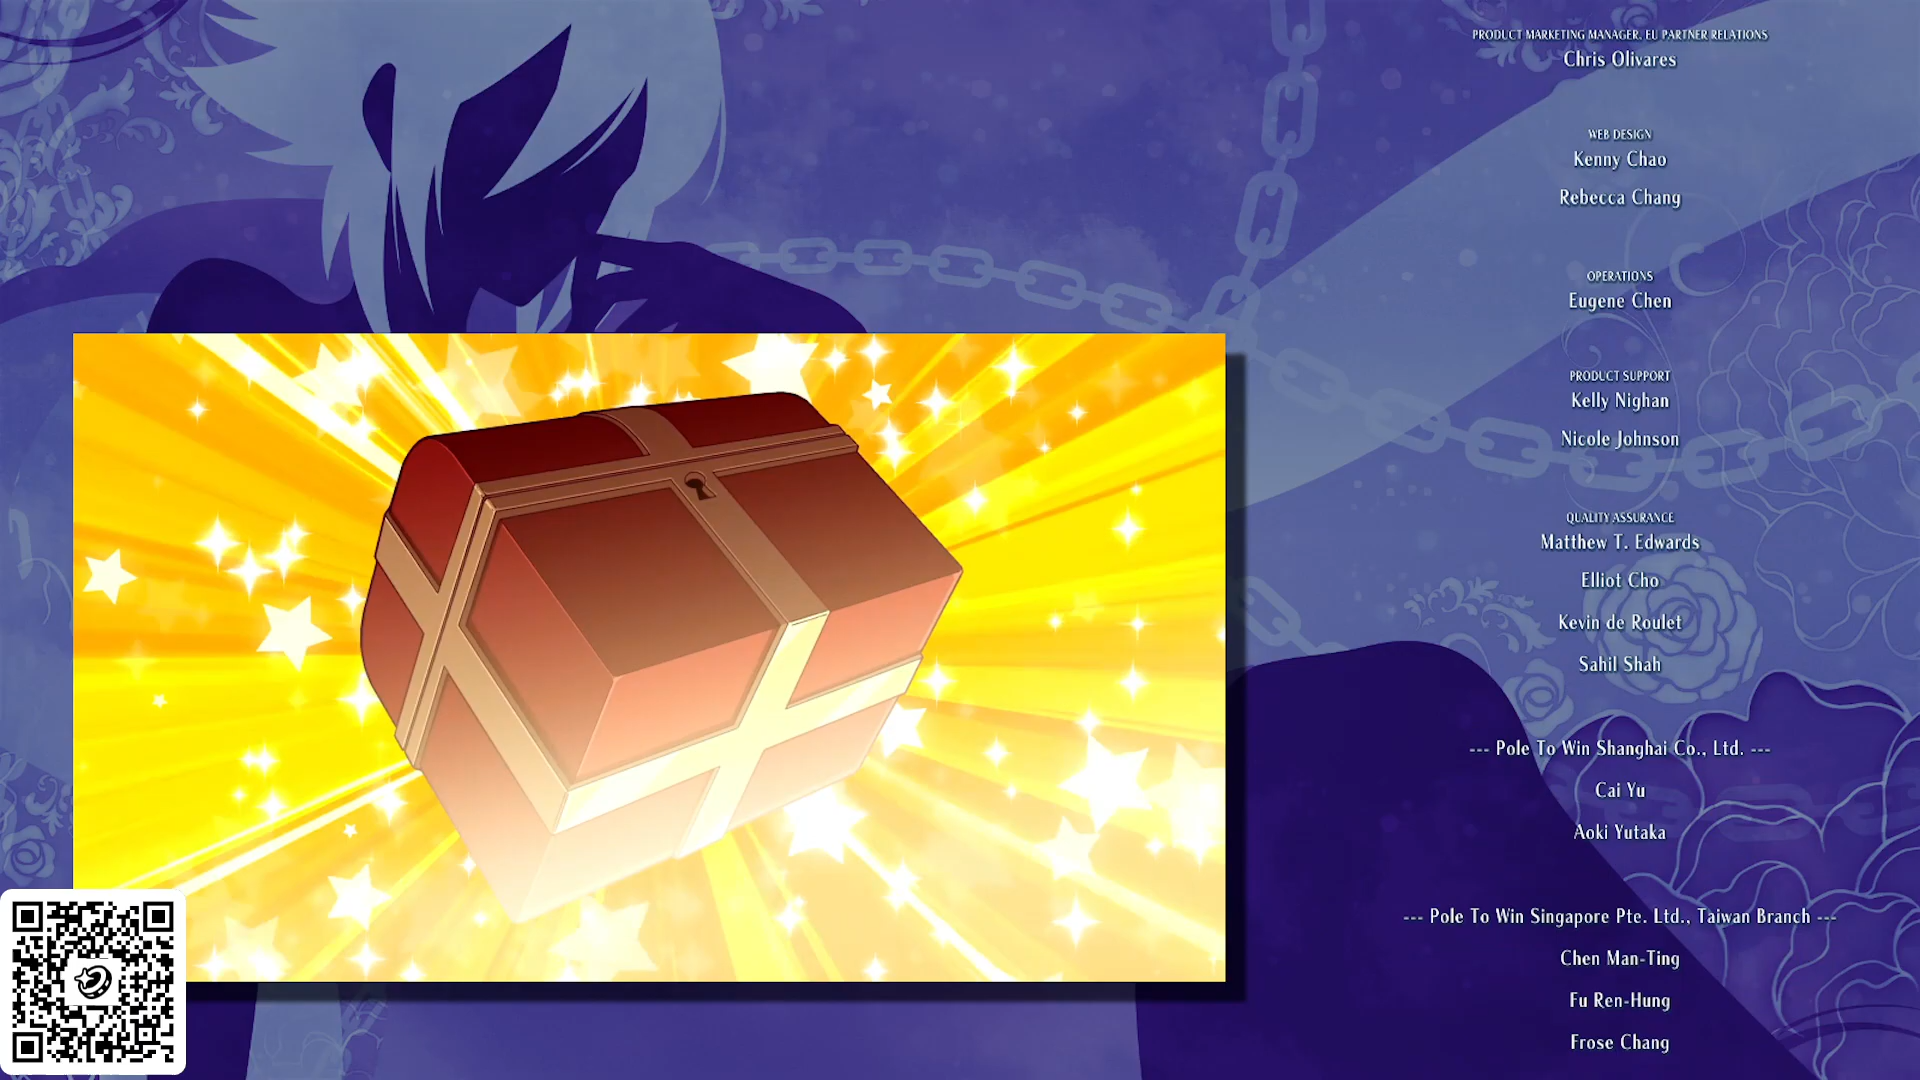 PRODUCT MARKETING MANAGER, EU PARTNER RELATIONS
Chris Olivares
WEB DESIGN
Kenny Chao
Rebecca Chang
OPERATIONS
Eugene Chen
PRODUCT SUPPORT
Kelly Nighan
Nicole Johnson
QUALITY ASSURANCE
Matthew T. Edwards
Elliot Cho
Kevin de Roulet
Sahil Shah
--- Pole To Win Shanghai Co., Ltd. ---
Cai Yu
Aoki Yutaka
--- Pole To Win Singapore Pte. Ltd., Taiwan Branch ---
Chen Man-Ting
Fu Ren-Hung
Frose Chang